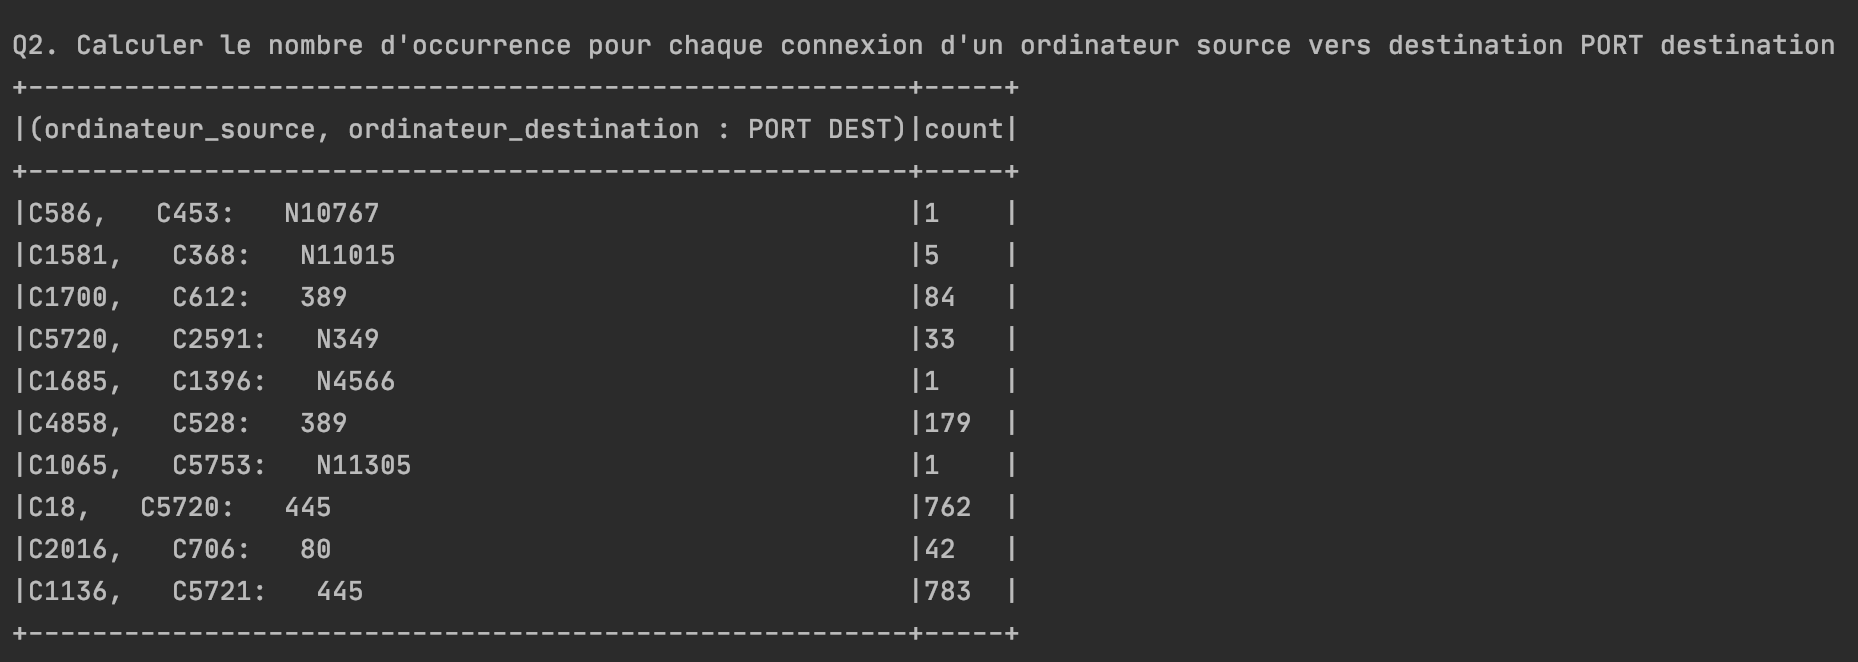 Q2. Calculer le nombre d'occurrence pour chaque connexion d'un ordinateur source vers destination PORT destination
+-------------------------------------------------------+-----+
|(ordinateur_source, ordinateur_destination : PORT DEST)|count|
+-------------------------------------------------------+-----+
|C586,   C453:   N10767                                 |1    |
|C1581,   C368:   N11015                                |5    |
|C1700,   C612:   389                                   |84   |
|C5720,   C2591:   N349                                 |33   |
|C1685,   C1396:   N4566                                |1    |
|C4858,   C528:   389                                   |179  |
|C1065,   C5753:   N11305                               |1    |
|C18,   C5720:   445                                    |762  |
|C2016,   C706:   80                                    |42   |
|C1136,   C5721:   445                                  |783  |
+-------------------------------------------------------+-----+